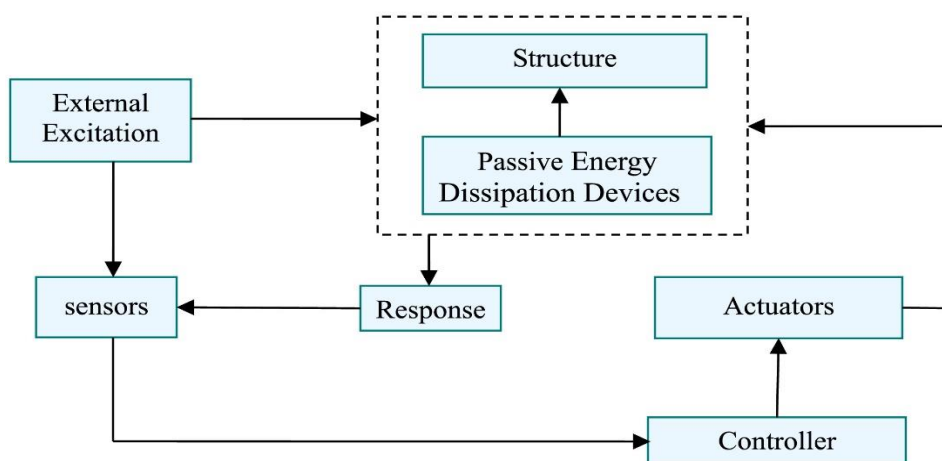 Structure
External
Excitation
Passive Energy
Dissipation Devices
sensors
Response
Actuators
Controller